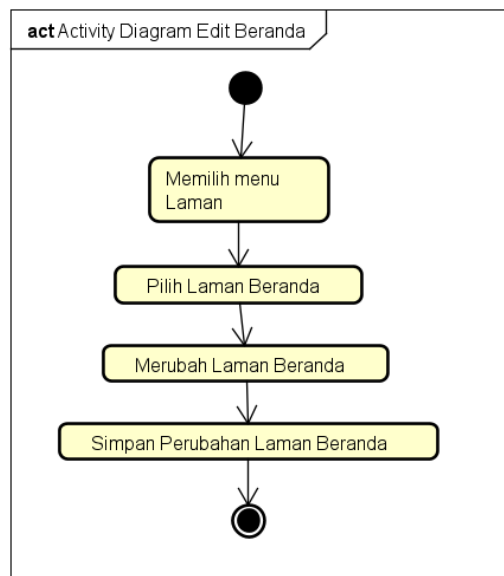 act Activity Diagram Edit Beranda
Memilih menu
Laman
Pilih Laman Beranda
Merubah Laman Beranda
Simpan Perubahan Laman Beranda